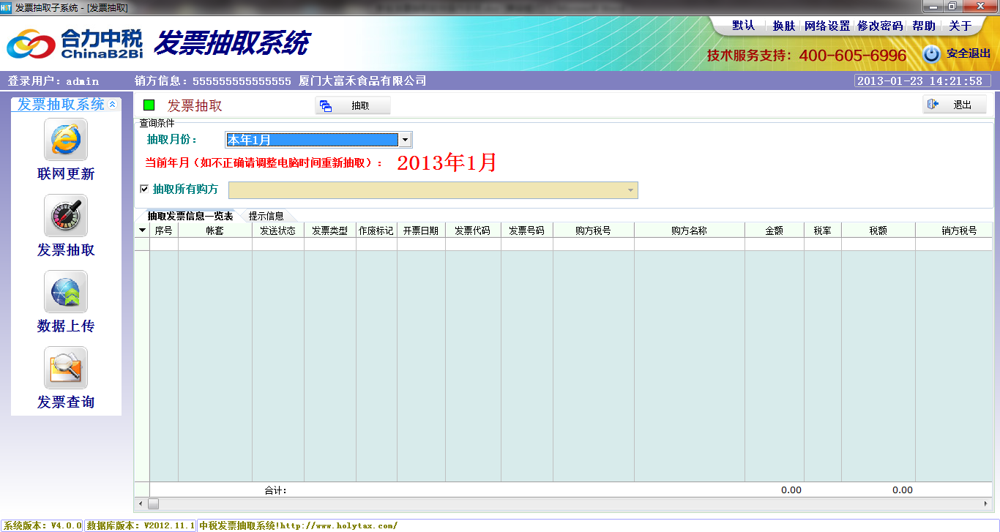 发票抽取子系统 - [发票抽取]
合力中税 ChinaB2Bi 发票抽取系统
默认 换肤 网络设置 修改密码 帮助 关于
技术服务支持：400-605-6996 安全退出
登录用户：admin 销方信息：555555555555555 厦门大富禾食品有限公司 2013-01-23 14:21:58
发票抽取系统
联网更新
发票抽取
数据上传
发票查询
发票抽取 抽取 退出
查询条件
抽取月份： 本年1月
当前年月（如不正确请调整电脑时间重新抽取）： 2013年1月
抽取所有购方
抽取发票信息一览表 提示信息
序号 帐套 发送状态 发票类型 作废标记 开票日期 发票代码 发票号码 购方税号 购方名称 金额 税率 税额 销方税号
合计： 0.00 0.00
系统版本：V4.0.0 数据库版本：V2012.11.1 中税发票抽取系统!http://www.holytax.com/